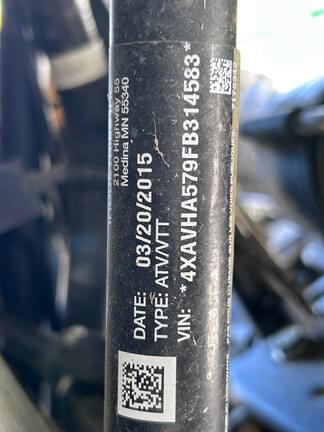 2100 Highway 55
Medina MN 55340
DATE: 03/20/2015
TYPE: ATV/VTT
VIN: *4XAVHA579FB314583*